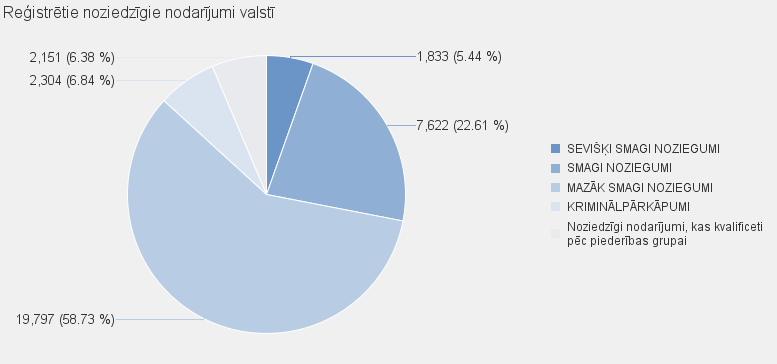 Reģistrētie noziedzīgie nodarījumi valstī
2,151 (6.38 %)
1,833 (5.44 %)
2,304 (6.84 %)
7,622 (22.61 %)
SEVIŠĶI SMAGI NOZIEGUMI
SMAGI NOZIEGUMI
MAZĀK SMAGI NOZIEGUMI
KRIMINĀLPĀRKĀPUMI
Noziedzīgi nodarījumi, kas kvalificeti
pēc piederības grupai
19,797 (58.73 %)